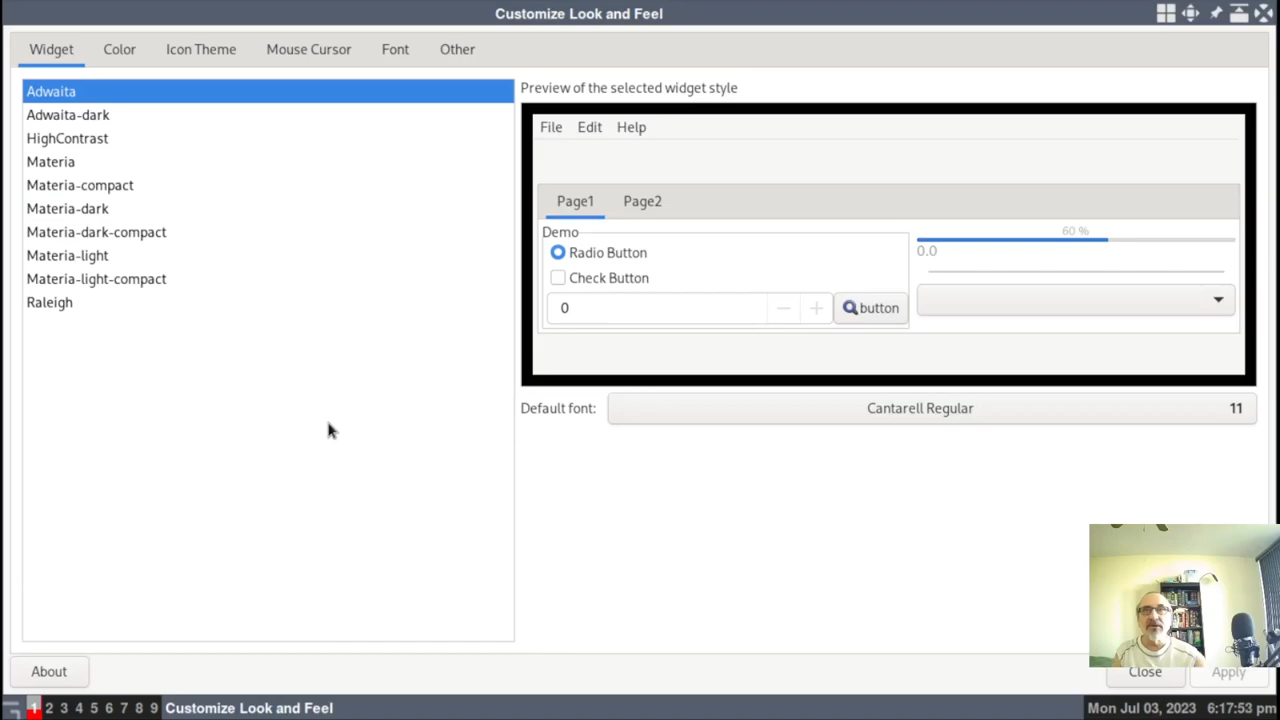 Customize Look and Feel
Widget Color Icon Theme Mouse Cursor Font Other
Adwaita
Adwaita-dark
HighContrast
Materia
Materia-compact
Materia-dark
Materia-dark-compact
Materia-light
Materia-light-compact
Raleigh
Preview of the selected widget style
File Edit Help
Page1 Page2
Demo
Radio Button
Check Button
0 button
60 %
0.0
Default font: Cantarell Regular 11
About Close Apply
1 2 3 4 5 6 7 8 9 Customize Look and Feel Mon Jul 03, 2023 6:17:53 pm